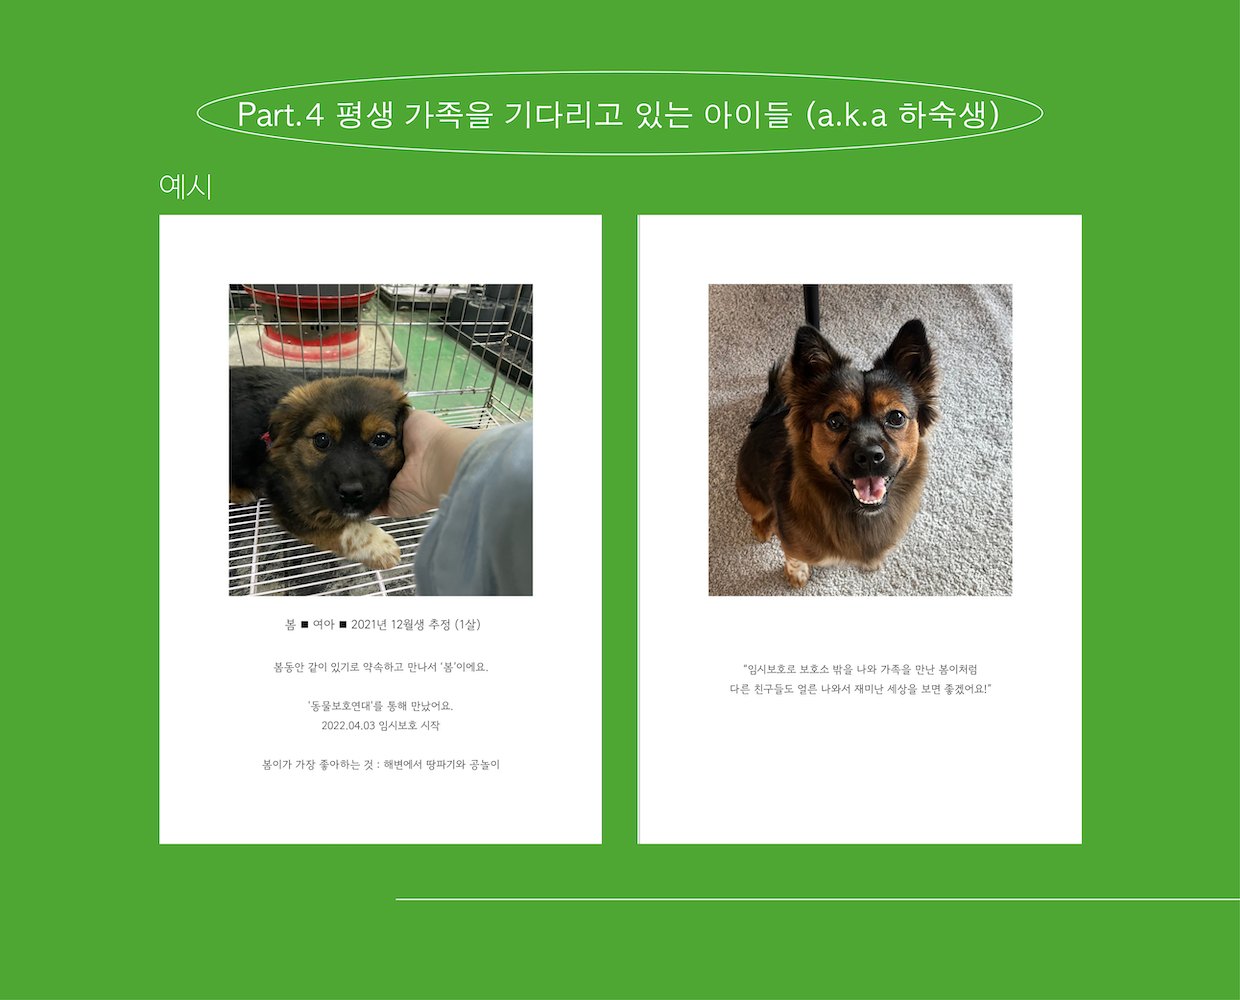 Part.4 평생 가족을 기다리고 있는 아이들 (a.k.a 하숙생)
예시
봄 ■ 여아 ■ 2021년 12월생 추정 (1살)
봄동안 같이 있기로 약속하고 만나서 '봄'이에요.
'동물보호연대'를 통해 만났어요.
2022.04.03 임시보호 시작
봄이가 가장 좋아하는 것 : 해변에서 땅파기와 공놀이
"임시보호로 보호소 밖을 나와 가족을 만난 봄이처럼
다른 친구들도 얼른 나와서 재미난 세상을 보면 좋겠어요!"